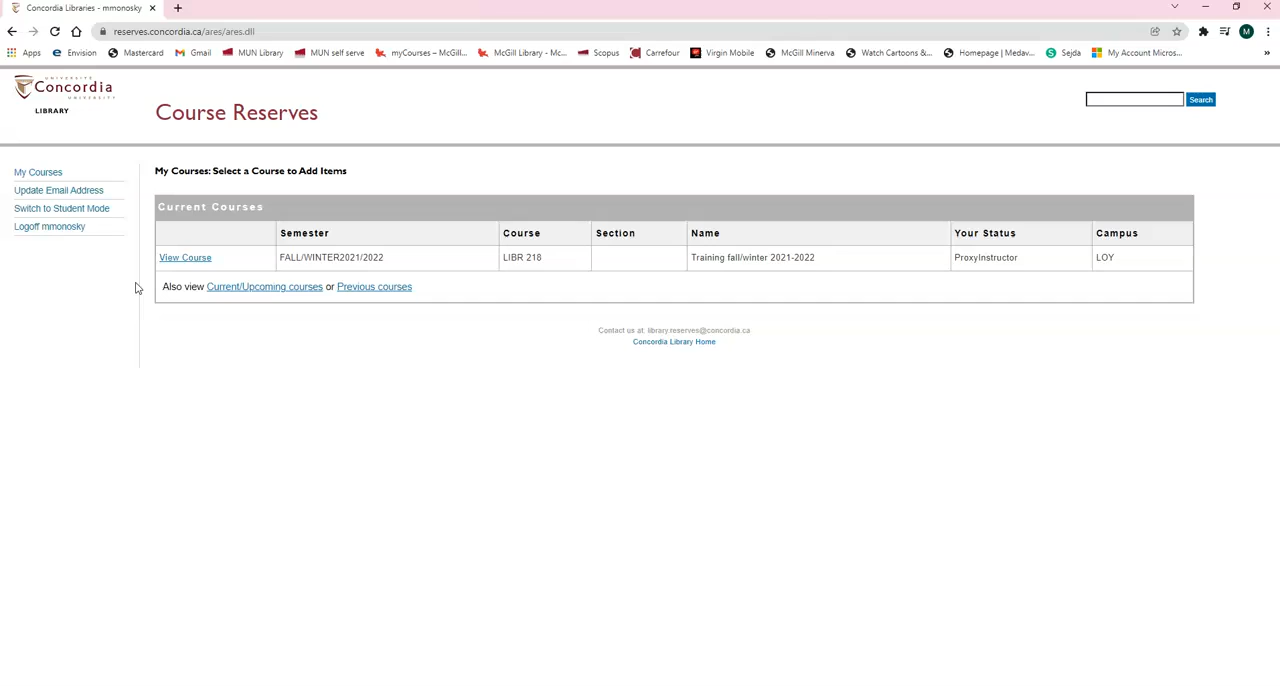 Concordia Libraries - mmonosky
reserves.concordia.ca/ares/ares.dll
M
Apps Envision Mastercard Gmail MUN Library MUN self serve myCourses – McGill... McGill Library - Mc... Scopus Carrefour Virgin Mobile McGill Minerva Watch Cartoons &... Homepage | Medav... Sejda My Account Micros... »
UNIVERSITÉ
Concordia
UNIVERSITY
LIBRARY
Course Reserves
Search
My Courses
Update Email Address
Switch to Student Mode
Logoff mmonosky
My Courses: Select a Course to Add Items
Current Courses
Semester Course Section Name Your Status Campus
View Course FALL/WINTER2021/2022 LIBR 218 Training fall/winter 2021-2022 ProxyInstructor LOY
Also view Current/Upcoming courses or Previous courses
Contact us at: library.reserves@concordia.ca
Concordia Library Home